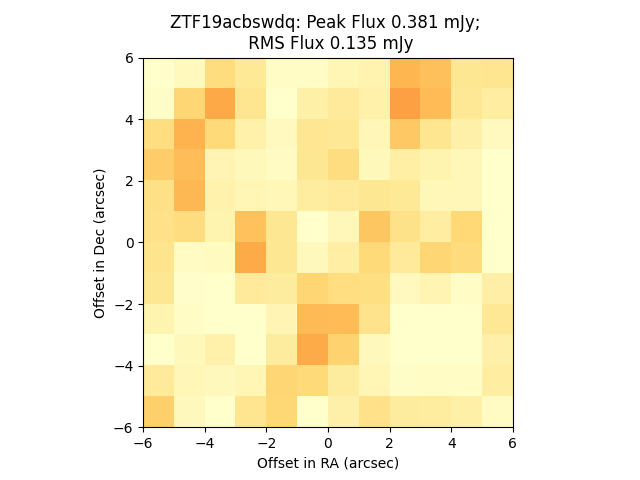 ZTF19acbswdq: Peak Flux 0.381 mJy;
RMS Flux 0.135 mJy
6
4
2
0
−2
−4
−6
Offset in Dec (arcsec)
−6 −4 −2 0 2 4 6
Offset in RA (arcsec)